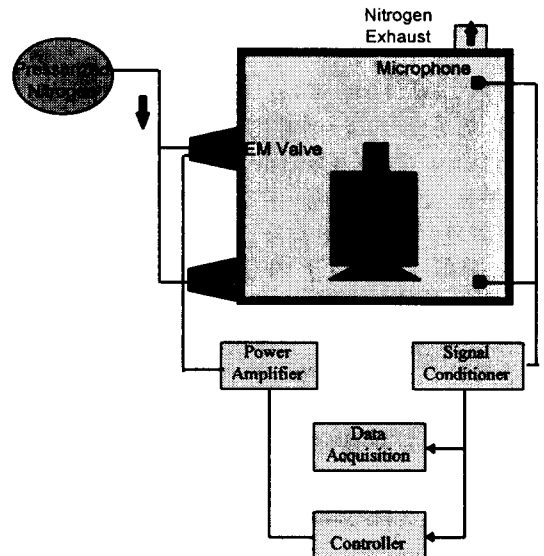 Nitrogen
Exhaust
Pressurized
Nitrogen
Microphone
EM Valve
Power
Amplifier
Signal
Conditioner
Data
Acquisition
Controller